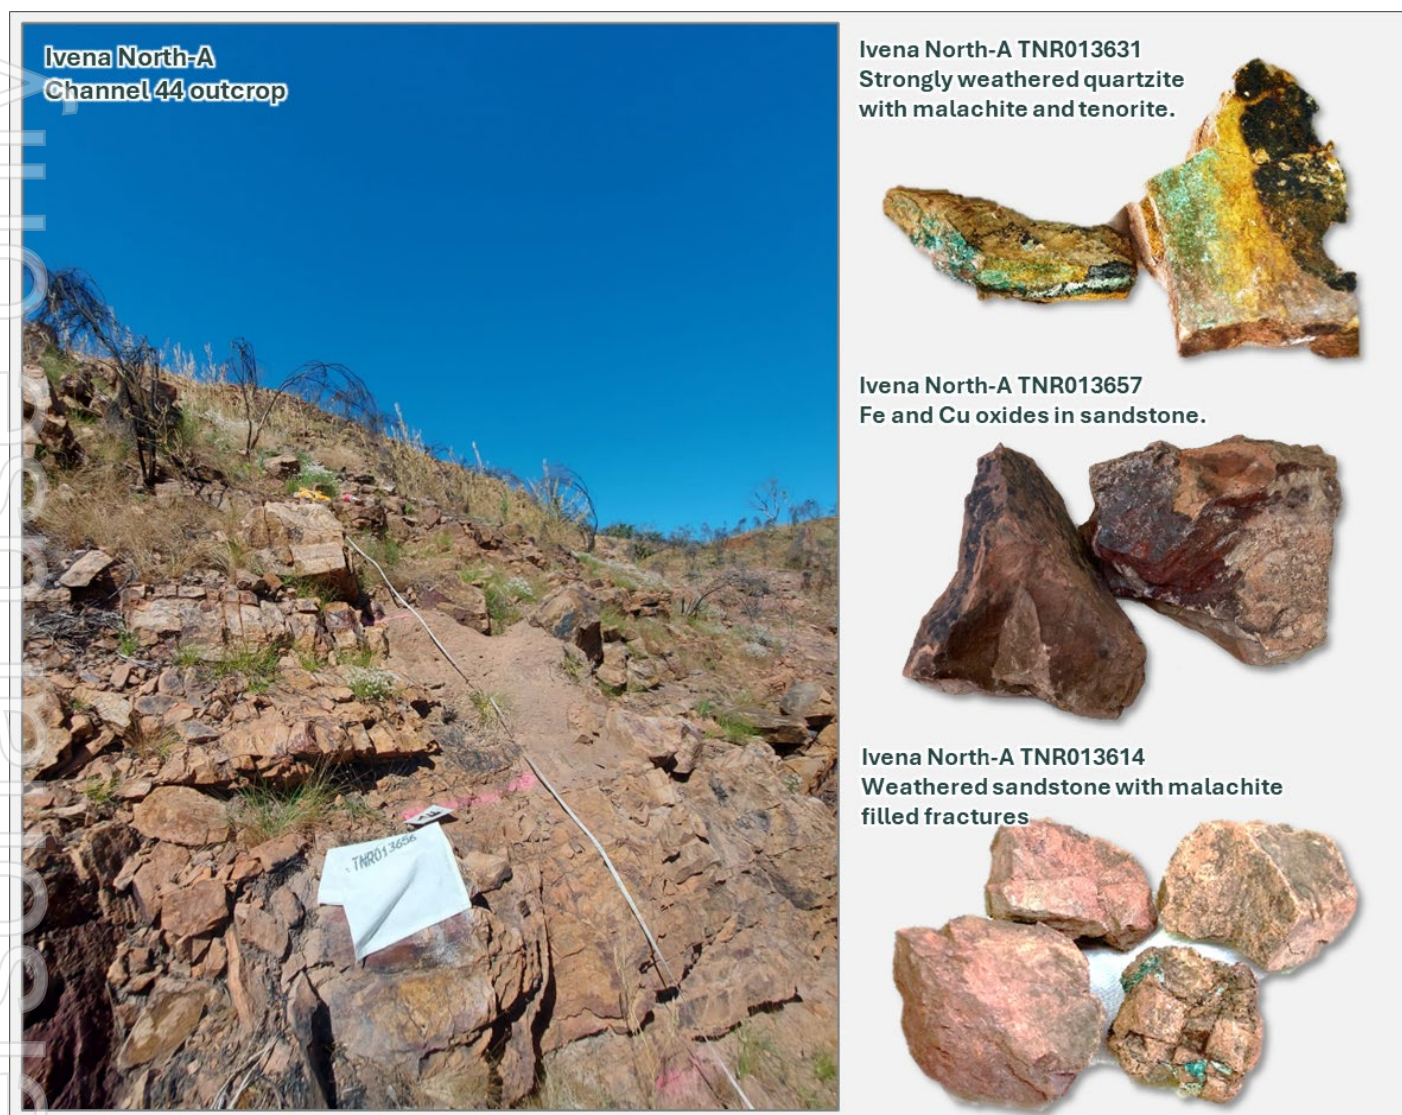 Ivena North-A
Channel 44 outcrop
TNR013656
Ivena North-A TNR013631
Strongly weathered quartzite
with malachite and tenorite.
Ivena North-A TNR013657
Fe and Cu oxides in sandstone.
Ivena North-A TNR013614
Weathered sandstone with malachite
filled fractures